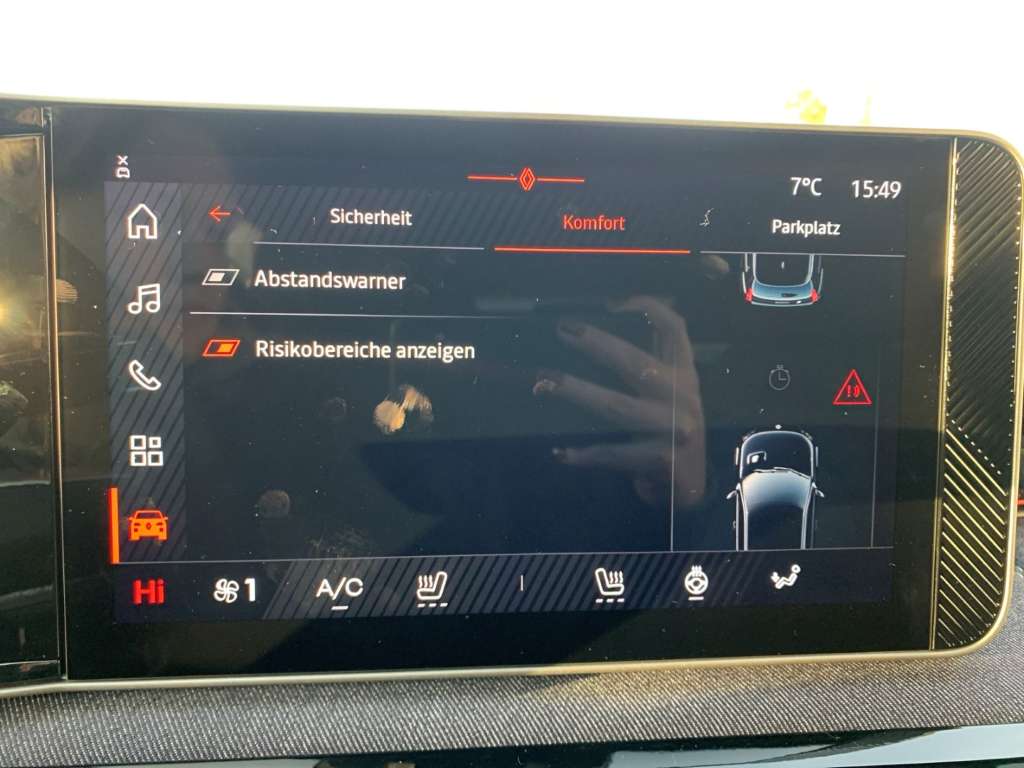 7°C 15:49
Sicherheit Komfort Parkplatz
Abstandswarner
Risikobereiche anzeigen
Hi 1 A/C